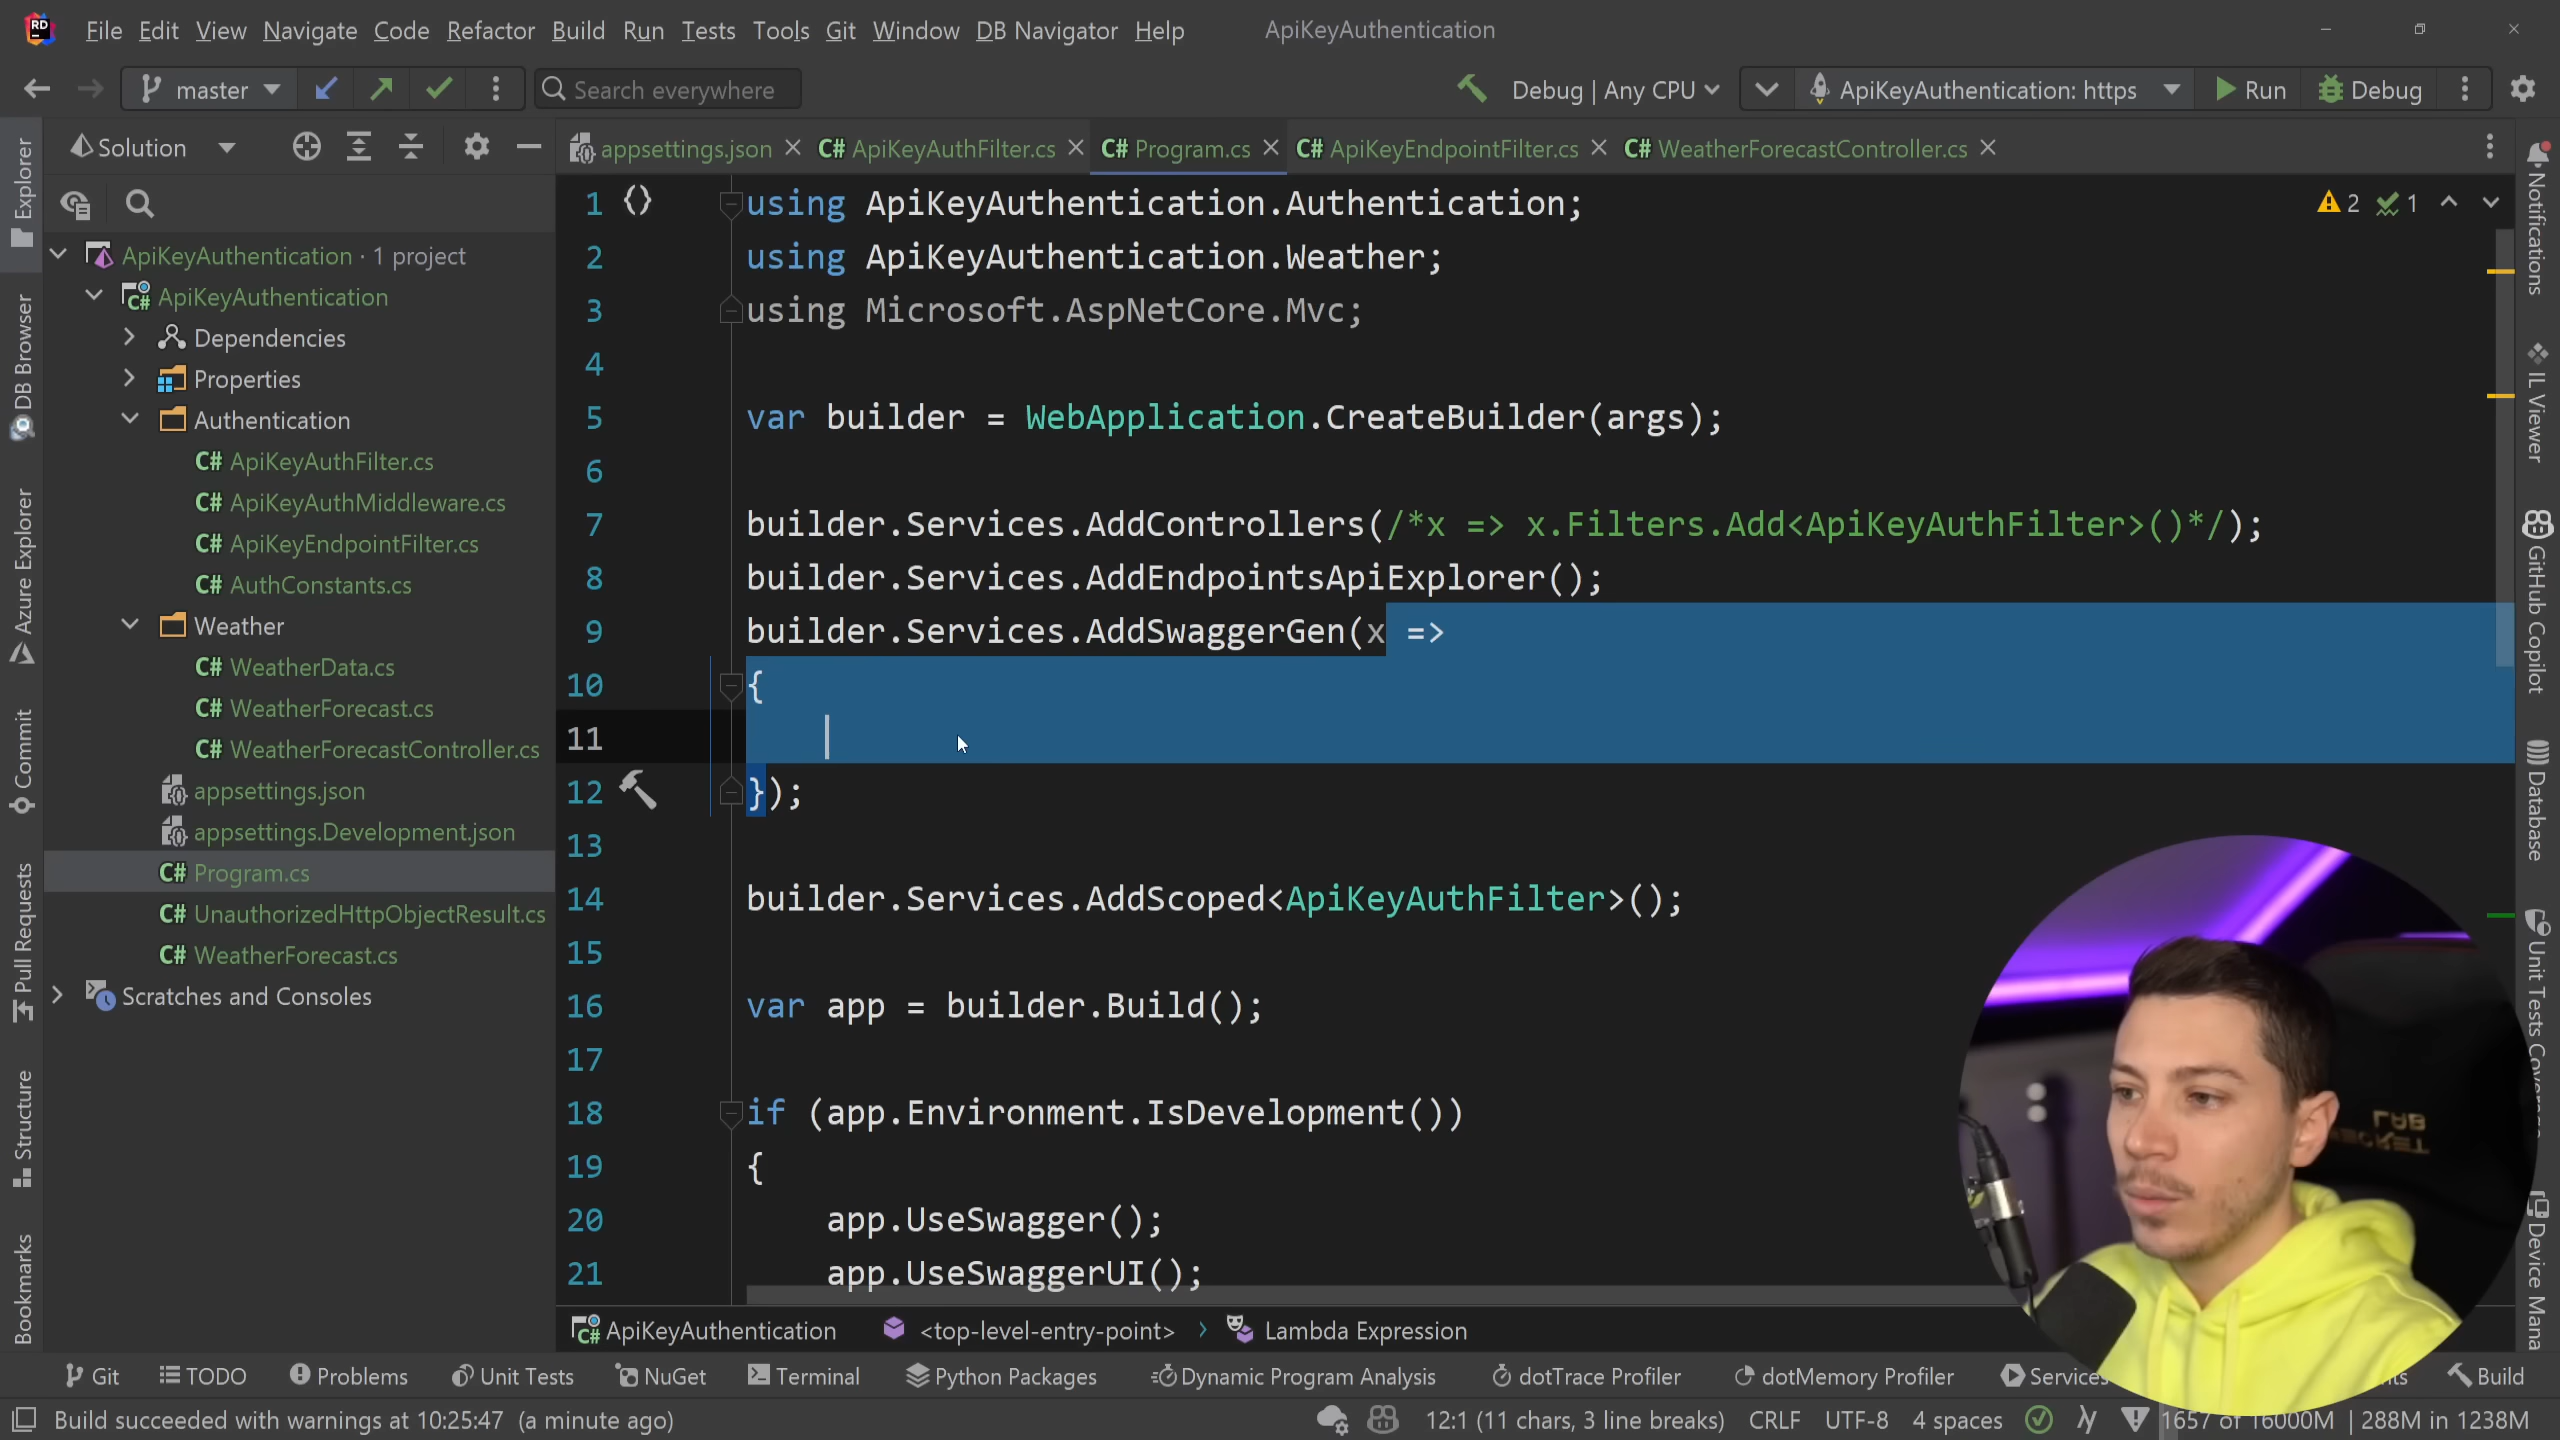 File Edit View Navigate Code Refactor Build Run Tests Tools Git Window DB Navigator Help ApiKeyAuthentication
master Search everywhere Debug | Any CPU ApiKeyAuthentication: https Run Debug
Solution
appsettings.json ApiKeyAuthFilter.cs Program.cs ApiKeyEndpointFilter.cs WeatherForecastController.cs
Explorer
DB Browser
Azure Explorer
Commit
Pull Requests
Structure
Bookmarks
ApiKeyAuthentication · 1 project
ApiKeyAuthentication
Dependencies
Properties
Authentication
C# ApiKeyAuthFilter.cs
C# ApiKeyAuthMiddleware.cs
C# ApiKeyEndpointFilter.cs
C# AuthConstants.cs
Weather
C# WeatherData.cs
C# WeatherForecast.cs
C# WeatherForecastController.cs
appsettings.json
appsettings.Development.json
C# Program.cs
C# UnauthorizedHttpObjectResult.cs
C# WeatherForecast.cs
Scratches and Consoles
1 using ApiKeyAuthentication.Authentication;
2 using ApiKeyAuthentication.Weather;
3 using Microsoft.AspNetCore.Mvc;
4
5 var builder = WebApplication.CreateBuilder(args);
6
7 builder.Services.AddControllers(/*x => x.Filters.Add<ApiKeyAuthFilter>()*/);
8 builder.Services.AddEndpointsApiExplorer();
9 builder.Services.AddSwaggerGen(x =>
10 {
11
12 });
13
14 builder.Services.AddScoped<ApiKeyAuthFilter>();
15
16 var app = builder.Build();
17
18 if (app.Environment.IsDevelopment())
19 {
20 app.UseSwagger();
21 app.UseSwaggerUI();
2 1
Notifications
IL Viewer
GitHub Copilot
Database
Unit Tests
Device Mana
ApiKeyAuthentication <top-level-entry-point> › Lambda Expression
Git TODO Problems Unit Tests NuGet Terminal Python Packages Dynamic Program Analysis dotTrace Profiler dotMemory Profiler Services Build
Build succeeded with warnings at 10:25:47 (a minute ago) 12:1 (11 chars, 3 line breaks) CRLF UTF-8 4 spaces 1657 of 16000M | 288M in 1238M